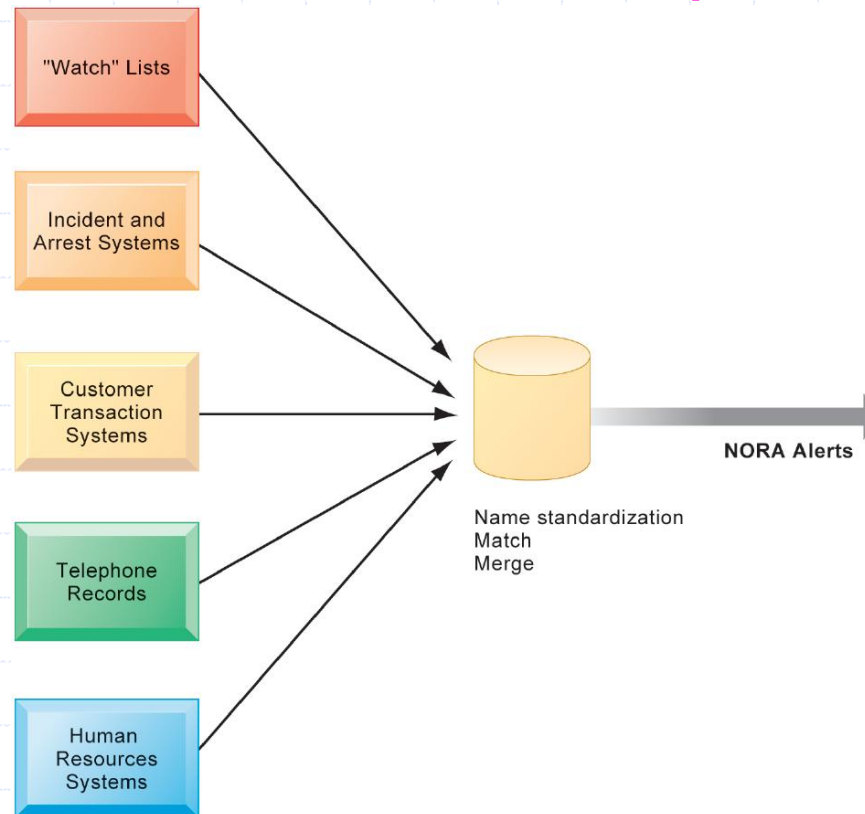 "Watch" Lists
Incident and
Arrest Systems
Customer
Transaction
Systems
Telephone
Records
Human
Resources
Systems
Name standardization
Match
Merge
NORA Alerts